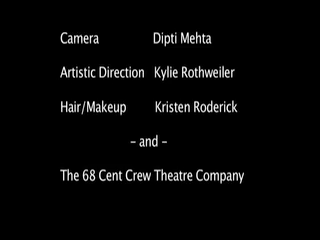 Camera Dipti Mehta
Artistic Direction Kylie Rothweiler
Hair/Makeup Kristen Roderick
– and –
The 68 Cent Crew Theatre Company